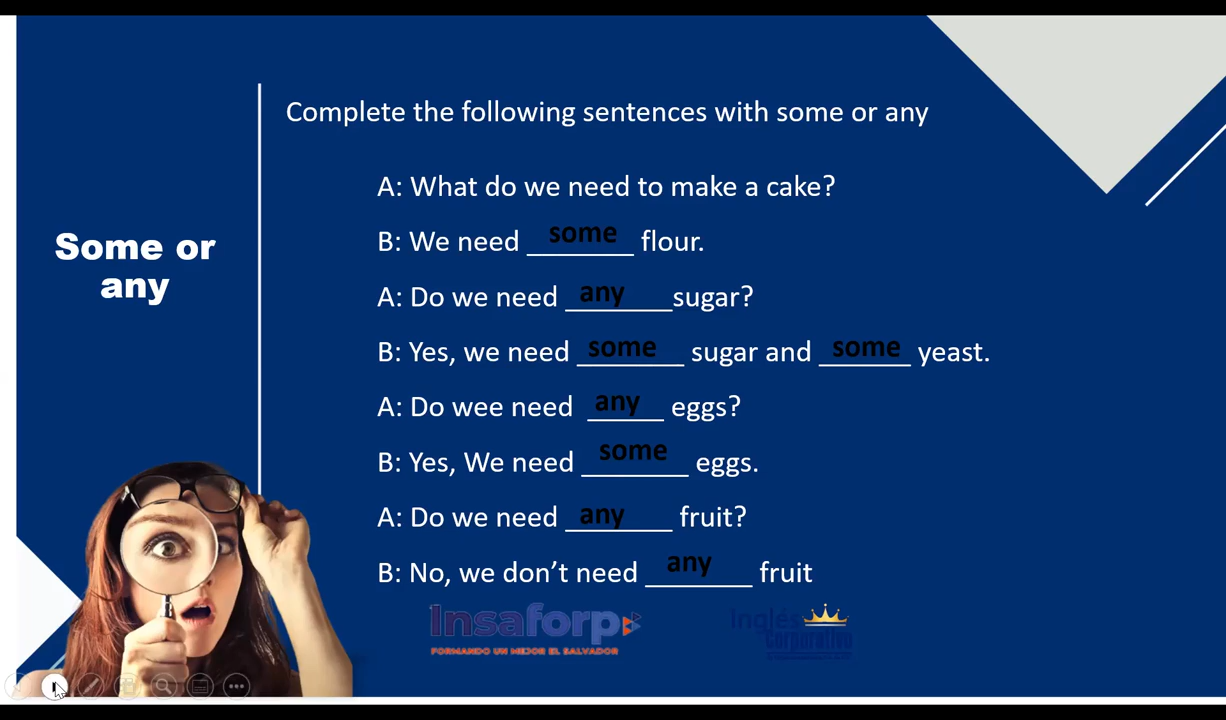 Complete the following sentences with some or any
Some or
any
A: What do we need to make a cake?
B: We need some flour.
A: Do we need any sugar?
B: Yes, we need some sugar and some yeast.
A: Do wee need any eggs?
B: Yes, We need some eggs.
A: Do we need any fruit?
B: No, we don't need any fruit
Insaforp
FORMANDO UN MEJOR EL SALVADOR
Inglés
Corporativo